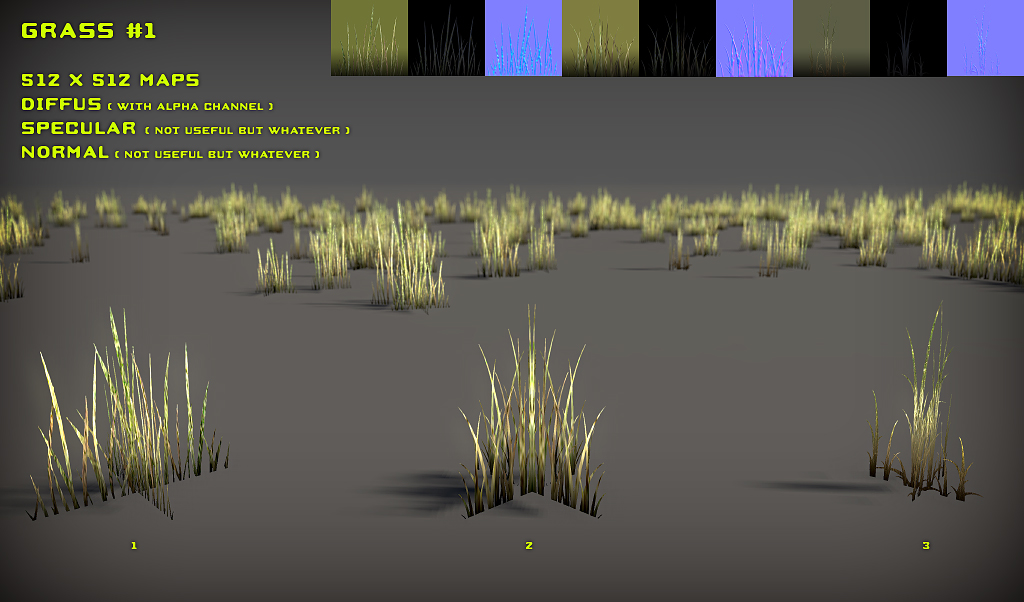 GRASS #1
512 X 512 MAPS
DIFFUS ( WITH ALPHA CHANNEL )
SPECULAR ( NOT USEFUL BUT WHATEVER )
NORMAL ( NOT USEFUL BUT WHATEVER )
1 2 3